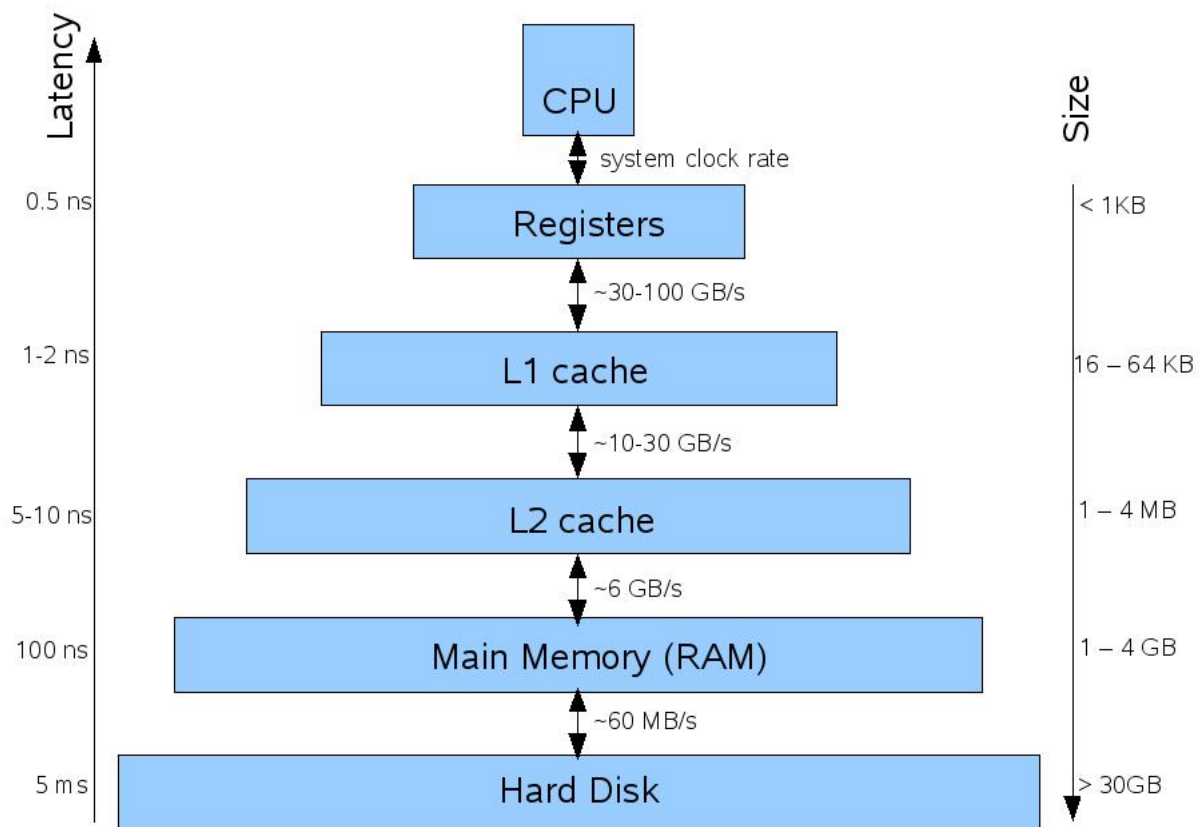 Latency
CPU
Size
system clock rate
0.5 ns
Registers
< 1KB
~30-100 GB/s
1-2 ns
L1 cache
16 – 64 KB
~10-30 GB/s
5-10 ns
L2 cache
1 – 4 MB
~6 GB/s
100 ns
Main Memory (RAM)
1 – 4 GB
~60 MB/s
5 ms
Hard Disk
> 30GB